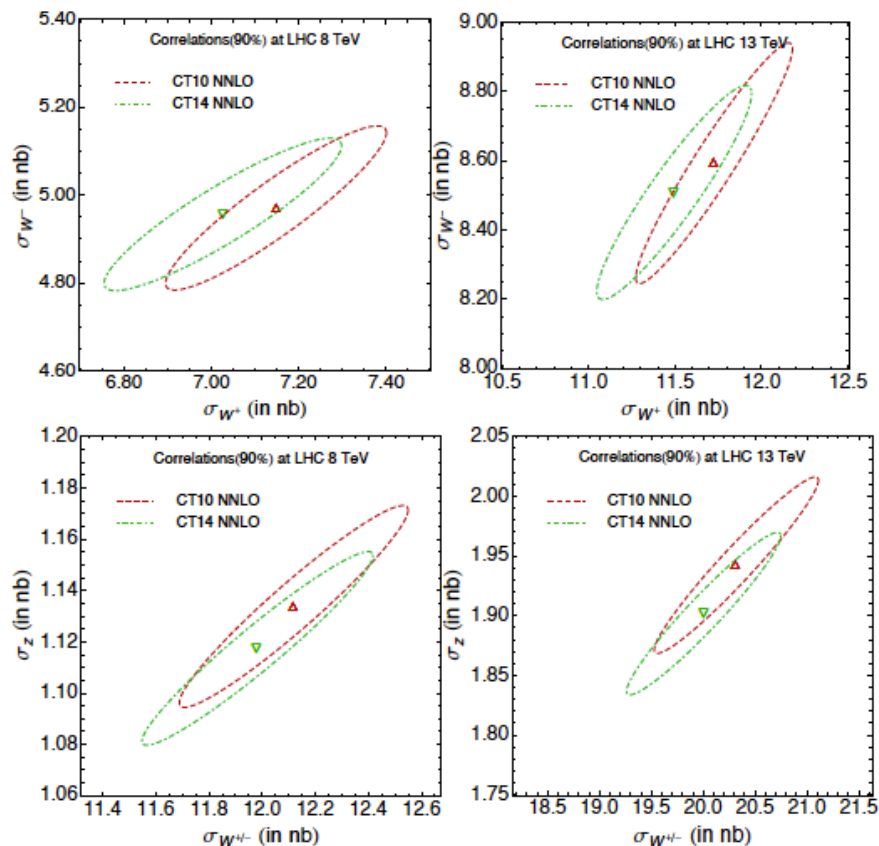 Correlations(90%) at LHC 8 TeV
CT10 NNLO
CT14 NNLO
5.40
5.20
5.00
4.80
4.60
6.80
7.00
7.20
7.40
σW⁻ (in nb)
σW⁺ (in nb)
Correlations(90%) at LHC 13 TeV
CT10 NNLO
CT14 NNLO
9.00
8.80
8.60
8.40
8.20
8.00
10.5
11.0
11.5
12.0
12.5
σW⁻ (in nb)
σW⁺ (in nb)
Correlations(90%) at LHC 8 TeV
CT10 NNLO
CT14 NNLO
1.20
1.18
1.16
1.14
1.12
1.10
1.08
1.06
11.4
11.6
11.8
12.0
12.2
12.4
12.6
σz (in nb)
σW⁺/⁻ (in nb)
Correlations(90%) at LHC 13 TeV
CT10 NNLO
CT14 NNLO
2.05
2.00
1.95
1.90
1.85
1.80
1.75
18.5
19.0
19.5
20.0
20.5
21.0
21.5
σz (in nb)
σW⁺/⁻ (in nb)